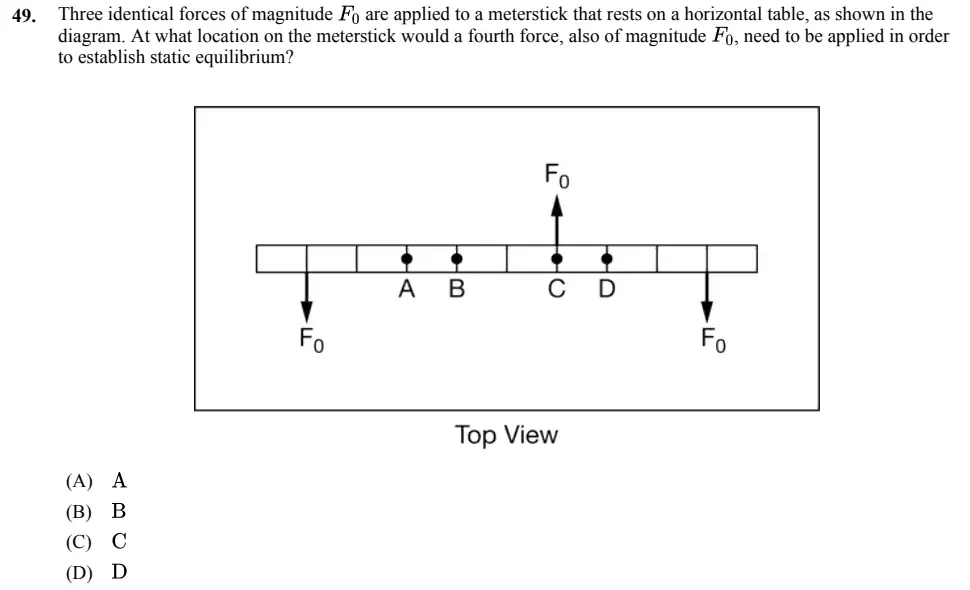 49. Three identical forces of magnitude F₀ are applied to a meterstick that rests on a horizontal table, as shown in the
diagram. At what location on the meterstick would a fourth force, also of magnitude F₀, need to be applied in order
to establish static equilibrium?
F₀
A B C D
F₀ F₀
Top View
(A) A
(B) B
(C) C
(D) D